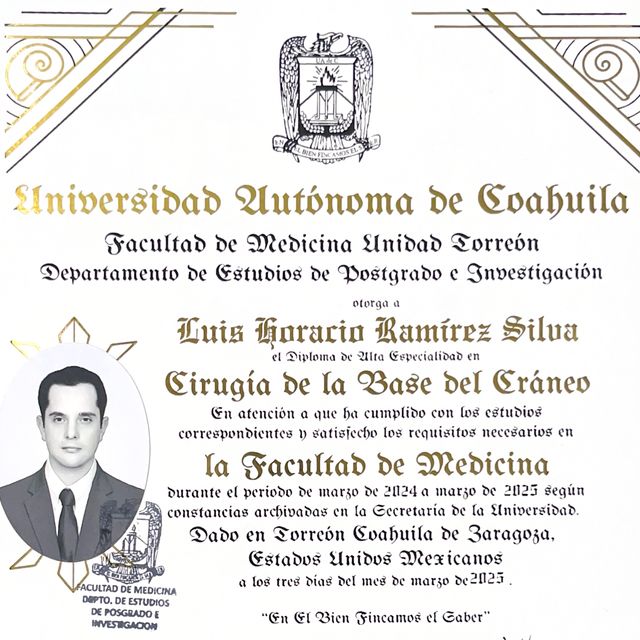 U.A. de C.
EN EL BIEN FINCAMOS EL SABER
Universidad Autónoma de Coahuila
Facultad de Medicina Unidad Torreón
Departamento de Estudios de Postgrado e Investigación
otorga a
Luis Horacio Ramírez Silva
el Diploma de Alta Especialidad en
Cirugía de la Base del Cráneo
En atención a que ha cumplido con los estudios
correspondientes y satisfecho los requisitos necesarios en
la Facultad de Medicina
durante el periodo de marzo de 2024 a marzo de 2025 según
constancias archivadas en la Secretaría de la Universidad.
Dado en Torreón Coahuila de Zaragoza,
Estados Unidos Mexicanos
a los tres días del mes de marzo de 2025.
FACULTAD DE MEDICINA
DEPTO. DE ESTUDIOS
DE POSGRADO E
INVESTIGACION
"En El Bien Fincamos el Saber"